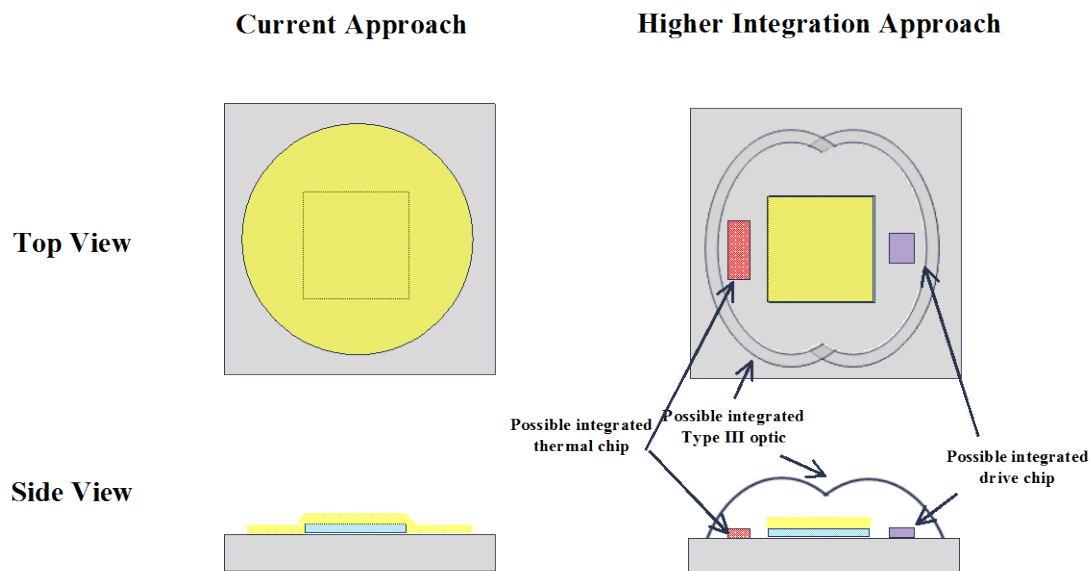 Current Approach
Higher Integration Approach
Top View
Possible integrated
thermal chip
Possible integrated
Type III optic
Possible integrated
drive chip
Side View